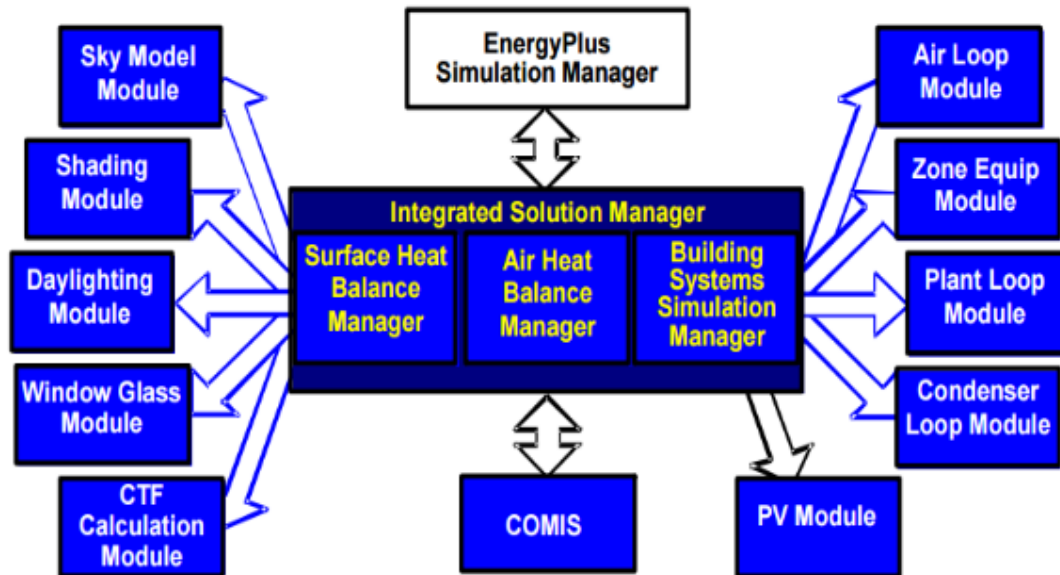 EnergyPlus
Simulation Manager
Sky Model
Module
Shading
Module
Daylighting
Module
Window Glass
Module
CTF
Calculation
Module
Integrated Solution Manager
Surface Heat
Balance
Manager
Air Heat
Balance
Manager
Building
Systems
Simulation
Manager
COMIS
PV Module
Air Loop
Module
Zone Equip
Module
Plant Loop
Module
Condenser
Loop Module